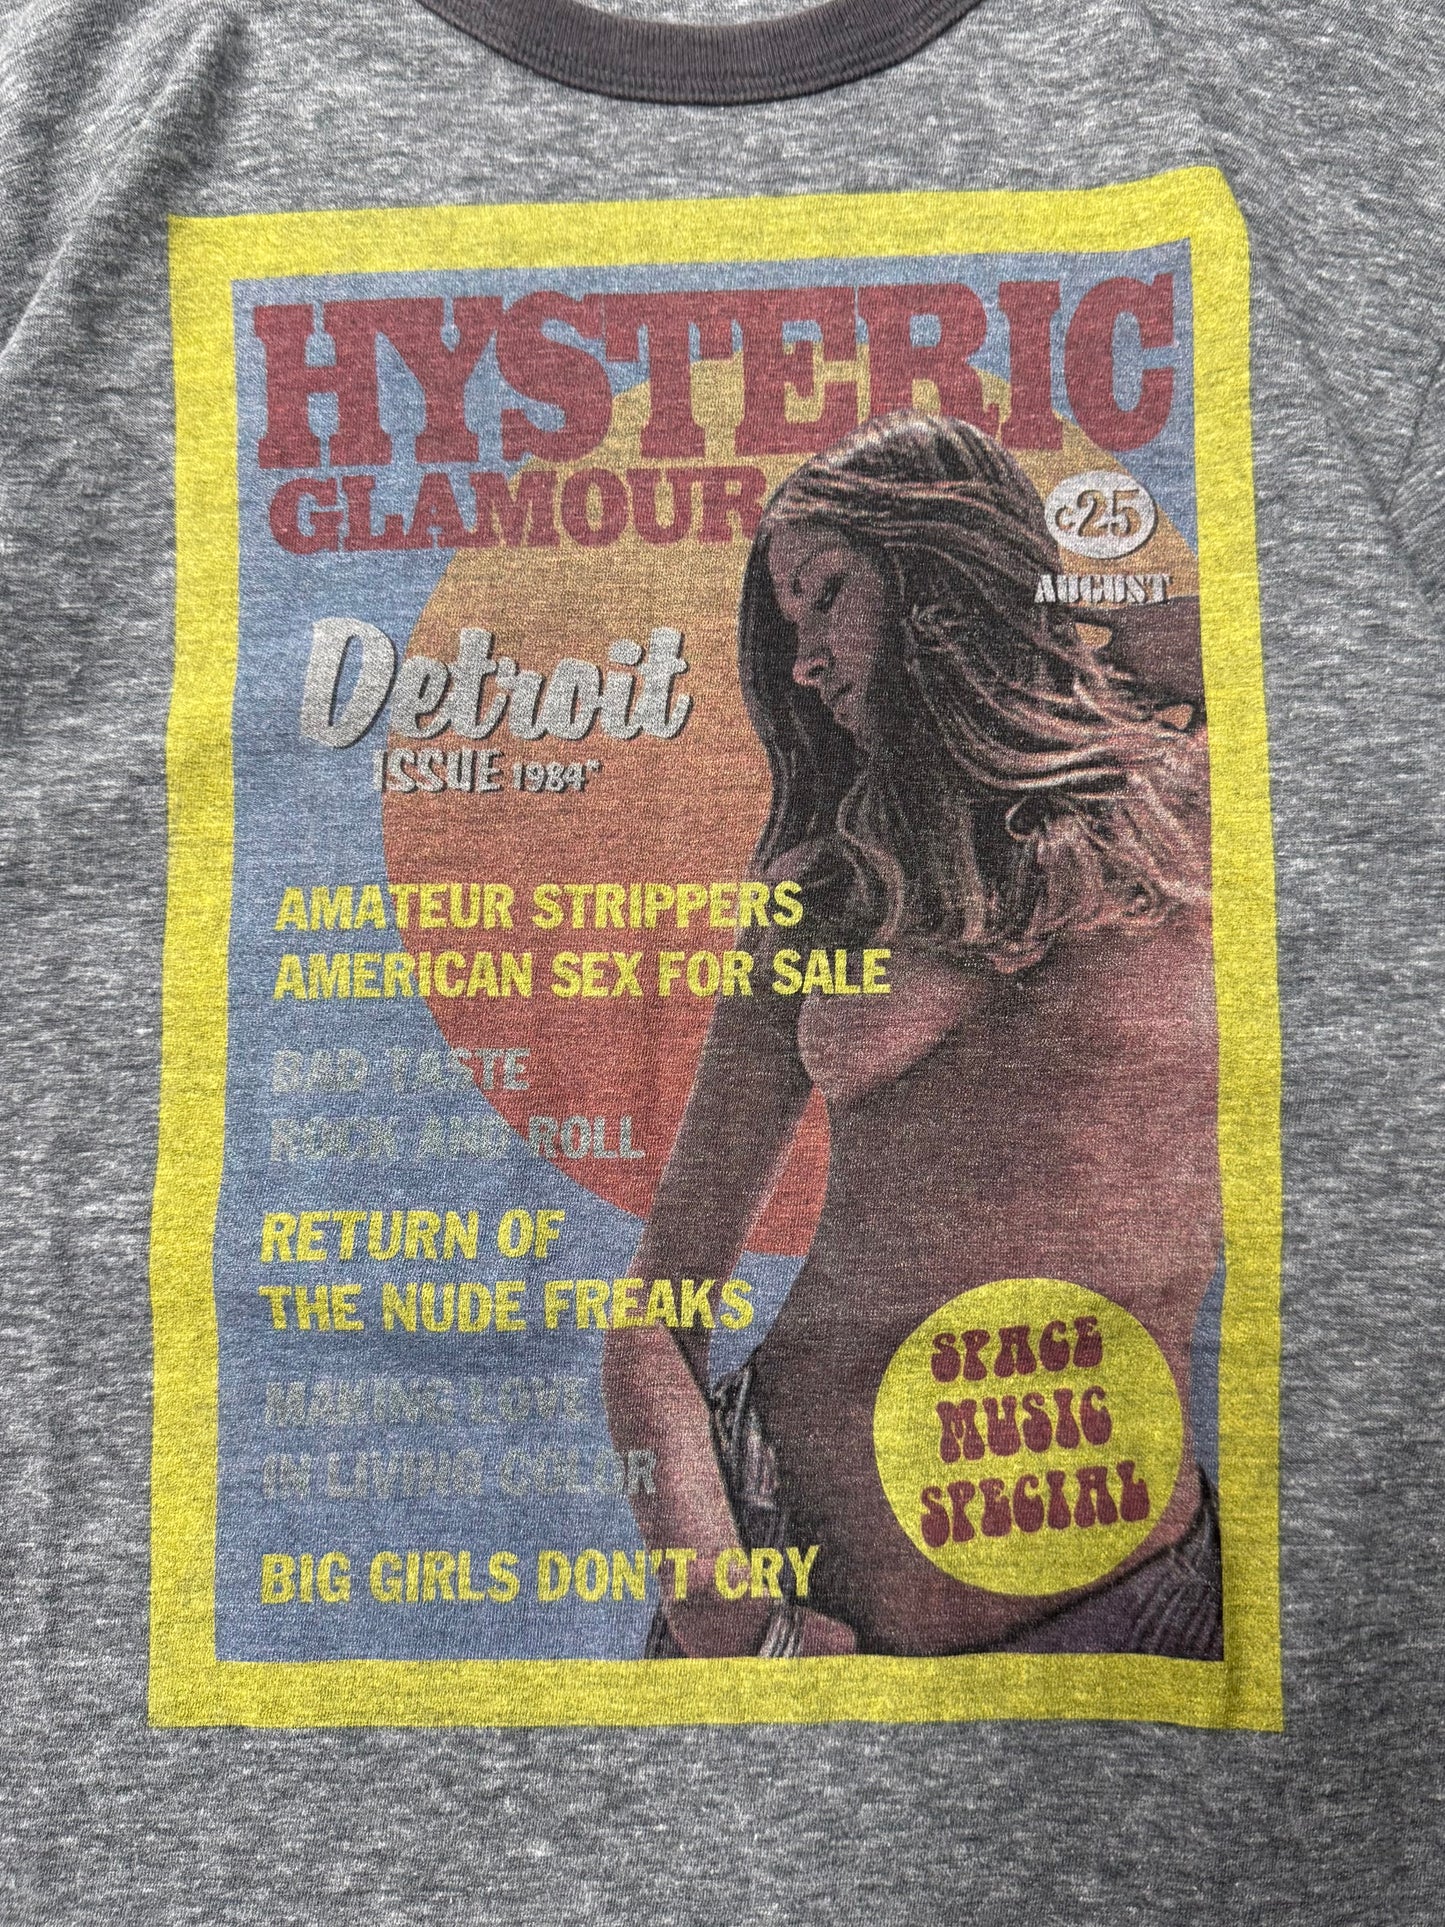 HYSTERIC
GLAMOUR
c25
AUGUST
Detroit
ISSUE 1984"
AMATEUR STRIPPERS
AMERICAN SEX FOR SALE
BAD TASTE
ROCK AND ROLL
RETURN OF
THE NUDE FREAKS
MAKING LOVE
IN LIVING COLOR
BIG GIRLS DON'T CRY
SPACE
MUSIC
SPECIAL